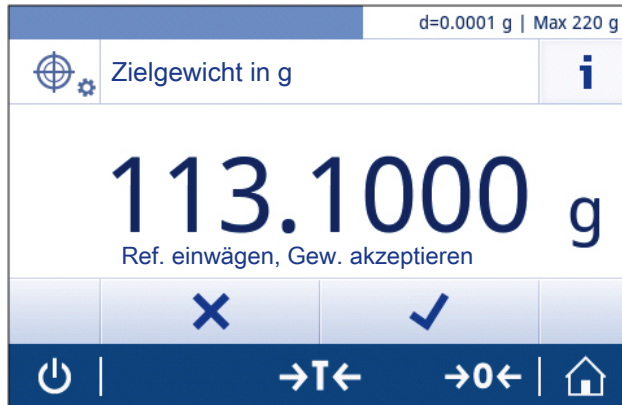 d=0.0001 g | Max 220 g
Zielgewicht in g
i
113.1000 g
Ref. einwägen, Gew. akzeptieren
→T← →0←